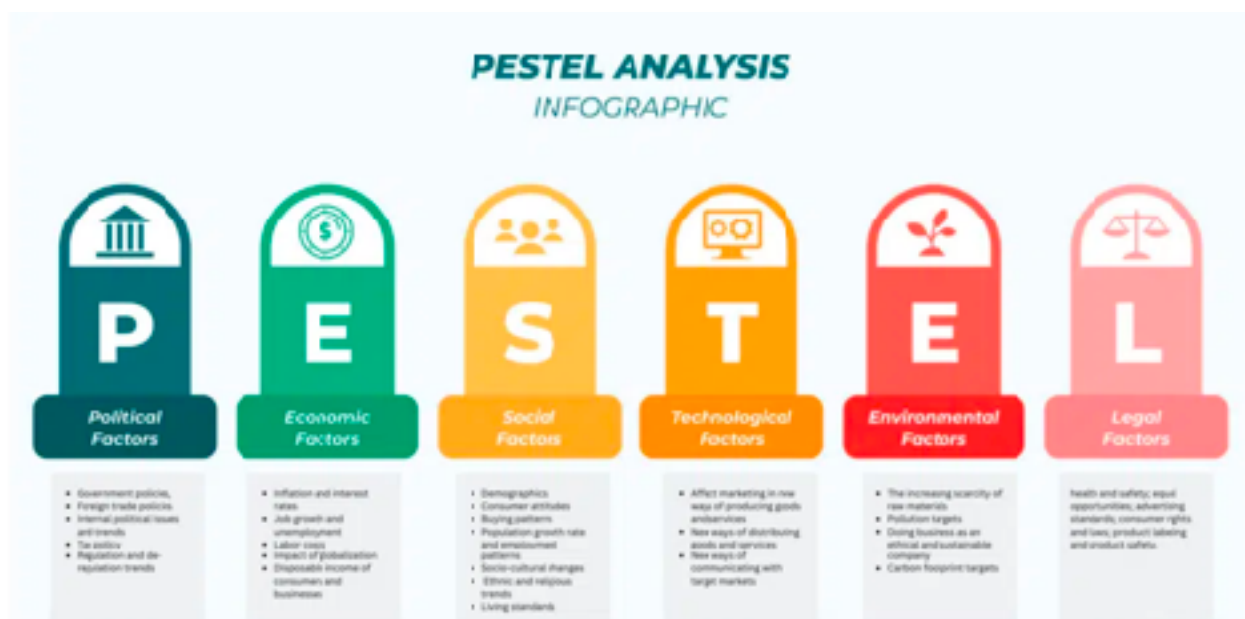 PESTEL ANALYSIS
INFOGRAPHIC
P
Political
Factors
• Government policies,
• Foreign trade policies
• Internal political issues
and trends
• Tax policy
• Regulation and de-
regulation trends
E
Economic
Factors
• Inflation and interest
rates
• Job growth and
unemployment
• Labor
• Impact of globalization
• Disposable income of
consumers and
businesses
S
Social
Factors
• Demographics
• Consumer attitudes
• Buying patterns
• Population growth rate
and employment
patterns
• Socio-cultural changes
• Ethnic and religious
trends
• Living standards
T
Technological
Factors
• Affect marketing in new
ways of producing goods
and services
• New ways of distributing
goods and services
• New ways of
communicating with
target markets
E
Environmental
Factors
• The increasing scarcity of
raw materials
• Pollution targets
• Doing business as an
ethical and sustainable
company
• Carbon footprint targets
L
Legal
Factors
health and safety; equal
opportunities; advertising
standards; consumer rights
and laws; product labeling
and product safety.